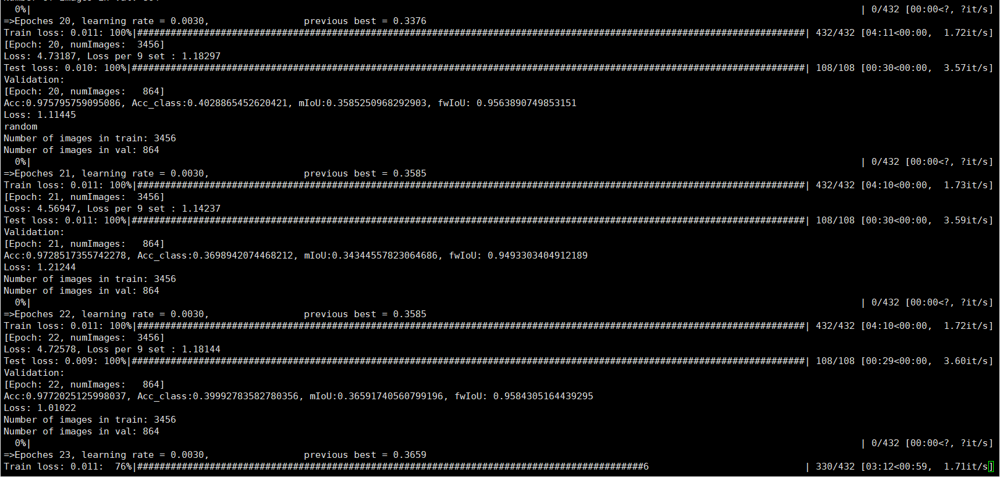 0%| | 0/432 [00:00<?, ?it/s]
=>Epoches 20, learning rate = 0.0030, previous best = 0.3376
Train loss: 0.011: 100%|########################################################################################################################| 432/432 [04:11<00:00, 1.72it/s]
[Epoch: 20, numImages: 3456]
Loss: 4.73187, Loss per 9 set : 1.18297
Test loss: 0.010: 100%|#########################################################################################################################| 108/108 [00:30<00:00, 3.57it/s]
Validation:
[Epoch: 20, numImages: 864]
Acc:0.975795759095086, Acc_class:0.4028865452620421, mIoU:0.3585250968292903, fwIoU: 0.9563890749853151
Loss: 1.11445
random
Number of images in train: 3456
Number of images in val: 864
0%| | 0/432 [00:00<?, ?it/s]
=>Epoches 21, learning rate = 0.0030, previous best = 0.3585
Train loss: 0.011: 100%|########################################################################################################################| 432/432 [04:10<00:00, 1.73it/s]
[Epoch: 21, numImages: 3456]
Loss: 4.56947, Loss per 9 set : 1.14237
Test loss: 0.011: 100%|#########################################################################################################################| 108/108 [00:30<00:00, 3.59it/s]
Validation:
[Epoch: 21, numImages: 864]
Acc:0.9728517355742278, Acc_class:0.3698942074468212, mIoU:0.34344557823064686, fwIoU: 0.9493303404912189
Loss: 1.21244
Number of images in train: 3456
Number of images in val: 864
0%| | 0/432 [00:00<?, ?it/s]
=>Epoches 22, learning rate = 0.0030, previous best = 0.3585
Train loss: 0.011: 100%|########################################################################################################################| 432/432 [04:10<00:00, 1.72it/s]
[Epoch: 22, numImages: 3456]
Loss: 4.72578, Loss per 9 set : 1.18144
Test loss: 0.009: 100%|#########################################################################################################################| 108/108 [00:29<00:00, 3.60it/s]
Validation:
[Epoch: 22, numImages: 864]
Acc:0.9772025125998037, Acc_class:0.39992783582780356, mIoU:0.36591740560799196, fwIoU: 0.9584305164439295
Loss: 1.01022
Number of images in train: 3456
Number of images in val: 864
0%| | 0/432 [00:00<?, ?it/s]
=>Epoches 23, learning rate = 0.0030, previous best = 0.3659
Train loss: 0.011: 76%|###########################################################################################6 | 330/432 [03:12<00:59, 1.71it/s]